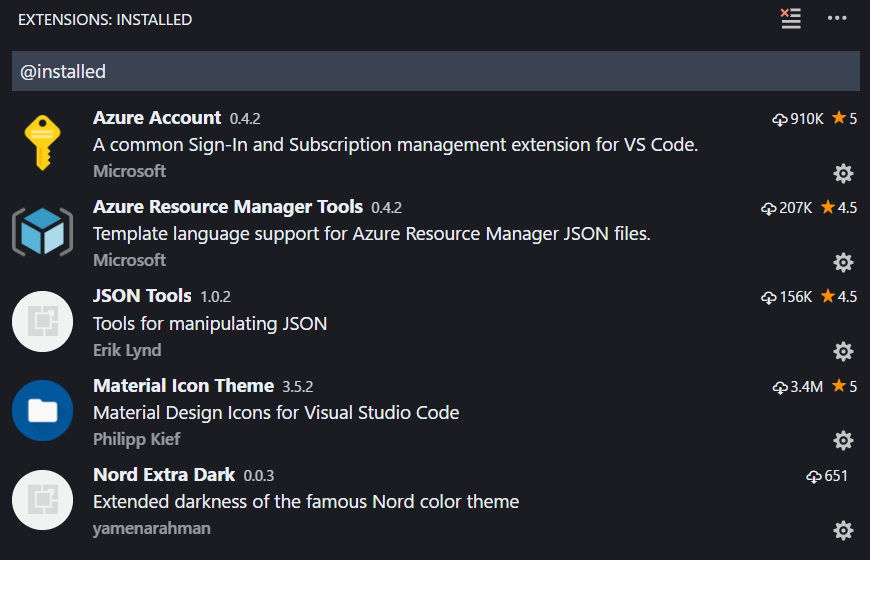 EXTENSIONS: INSTALLED
@installed
Azure Account 0.4.2 910K 5
A common Sign-In and Subscription management extension for VS Code.
Microsoft
Azure Resource Manager Tools 0.4.2 207K 4.5
Template language support for Azure Resource Manager JSON files.
Microsoft
JSON Tools 1.0.2 156K 4.5
Tools for manipulating JSON
Erik Lynd
Material Icon Theme 3.5.2 3.4M 5
Material Design Icons for Visual Studio Code
Philipp Kief
Nord Extra Dark 0.0.3 651
Extended darkness of the famous Nord color theme
yamenarahman